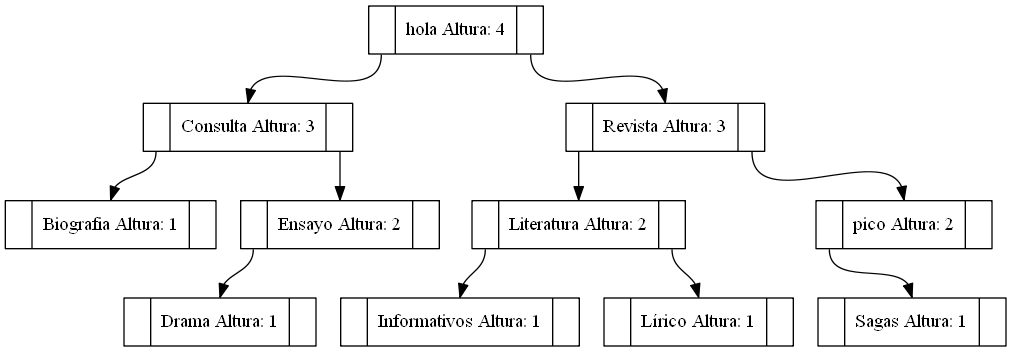 hola Altura: 4
Consulta Altura: 3
Revista Altura: 3
Biografia Altura: 1
Ensayo Altura: 2
Literatura Altura: 2
pico Altura: 2
Drama Altura: 1
Informativos Altura: 1
Lírico Altura: 1
Sagas Altura: 1